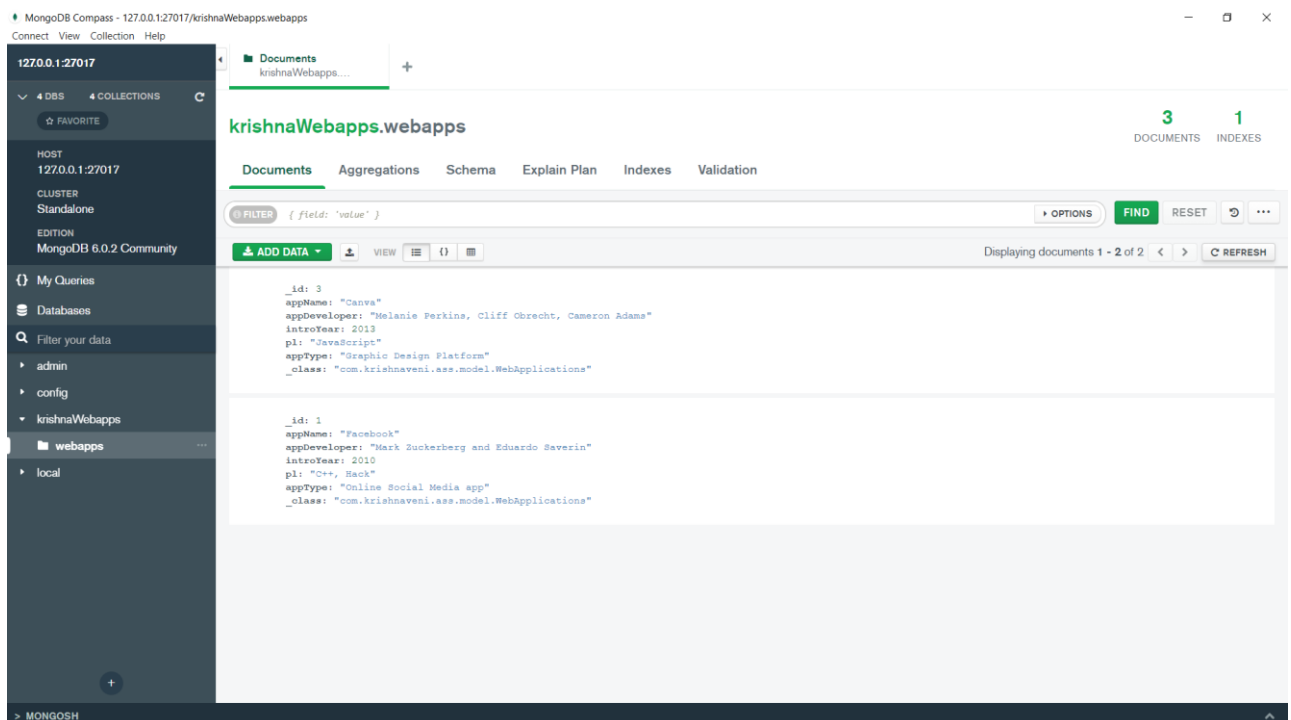 MongoDB Compass - 127.0.0.1:27017/krishnaWebapps.webapps
Connect View Collection Help
127.0.0.1:27017
4 DBS 4 COLLECTIONS
FAVORITE
HOST
127.0.0.1:27017
CLUSTER
Standalone
EDITION
MongoDB 6.0.2 Community
{} My Queries
Databases
Filter your data
admin
config
krishnaWebapps
webapps
local
> MONGOSH
Documents
krishnaWebapps....
krishnaWebapps.webapps
3 DOCUMENTS
1 INDEXES
Documents Aggregations Schema Explain Plan Indexes Validation
FILTER { field: 'value' } OPTIONS FIND RESET
ADD DATA VIEW {} Displaying documents 1 - 2 of 2 REFRESH
_id: 3
appName: "Canva"
appDeveloper: "Melanie Perkins, Cliff Obrecht, Cameron Adams"
introYear: 2013
pl: "JavaScript"
appType: "Graphic Design Platform"
_class: "com.krishnaveni.ass.model.WebApplications"
_id: 1
appName: "Facebook"
appDeveloper: "Mark Zuckerberg and Eduardo Saverin"
introYear: 2010
pl: "C++, Hack"
appType: "Online Social Media app"
_class: "com.krishnaveni.ass.model.WebApplications"